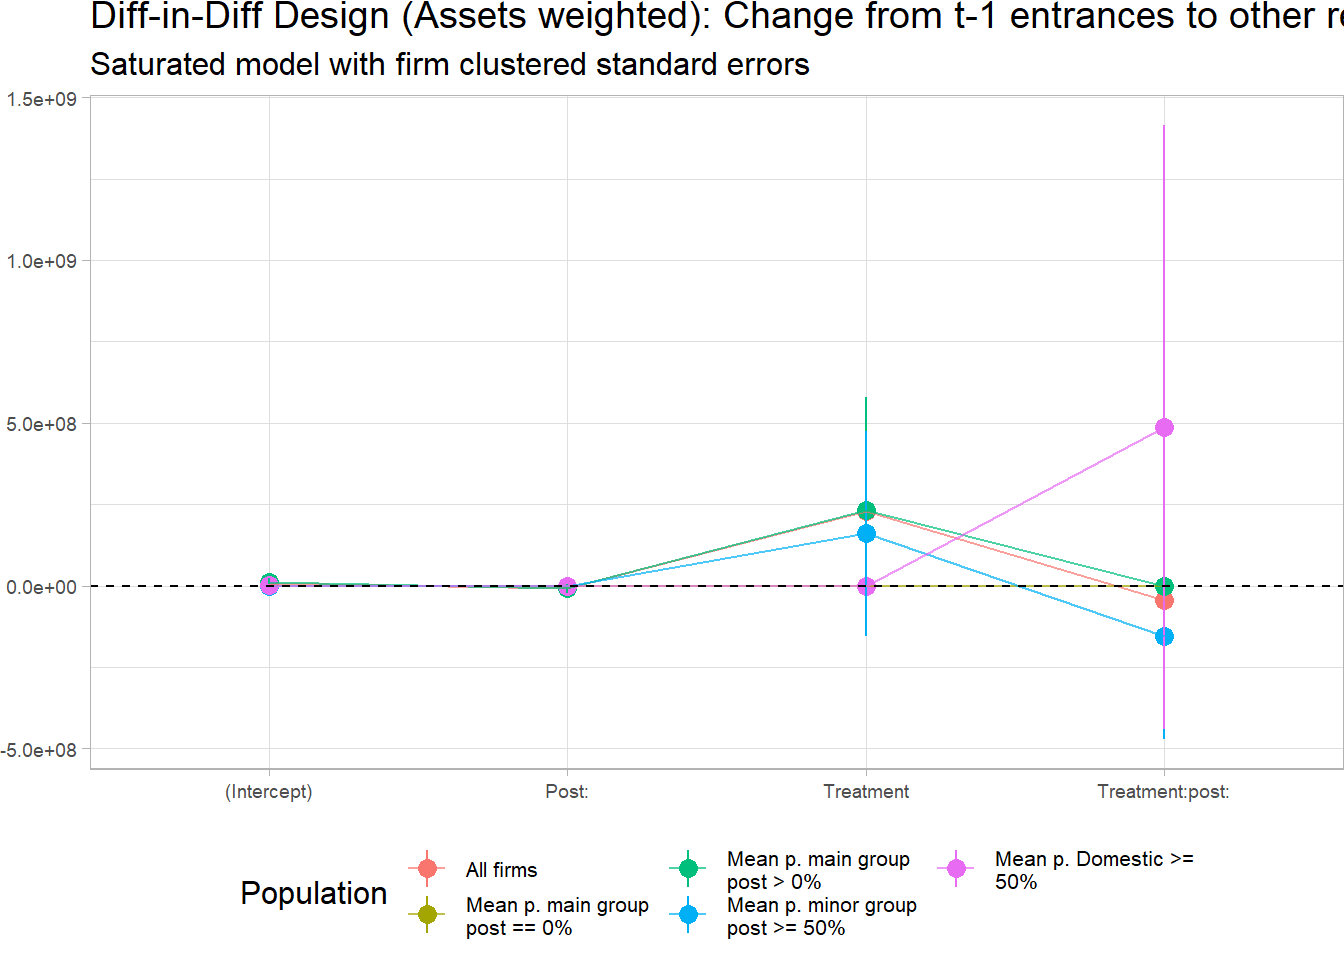 Diff-in-Diff Design (Assets weighted): Change from t-1 entrances to other
Saturated model with firm clustered standard errors
1.5e+09
1.0e+09
5.0e+08
0.0e+00
-5.0e+08
(Intercept) Post: Treatment Treatment:post:
Population
All firms
Mean p. main group
post == 0%
Mean p. main group
post > 0%
Mean p. minor group
post >= 50%
Mean p. Domestic >=
50%